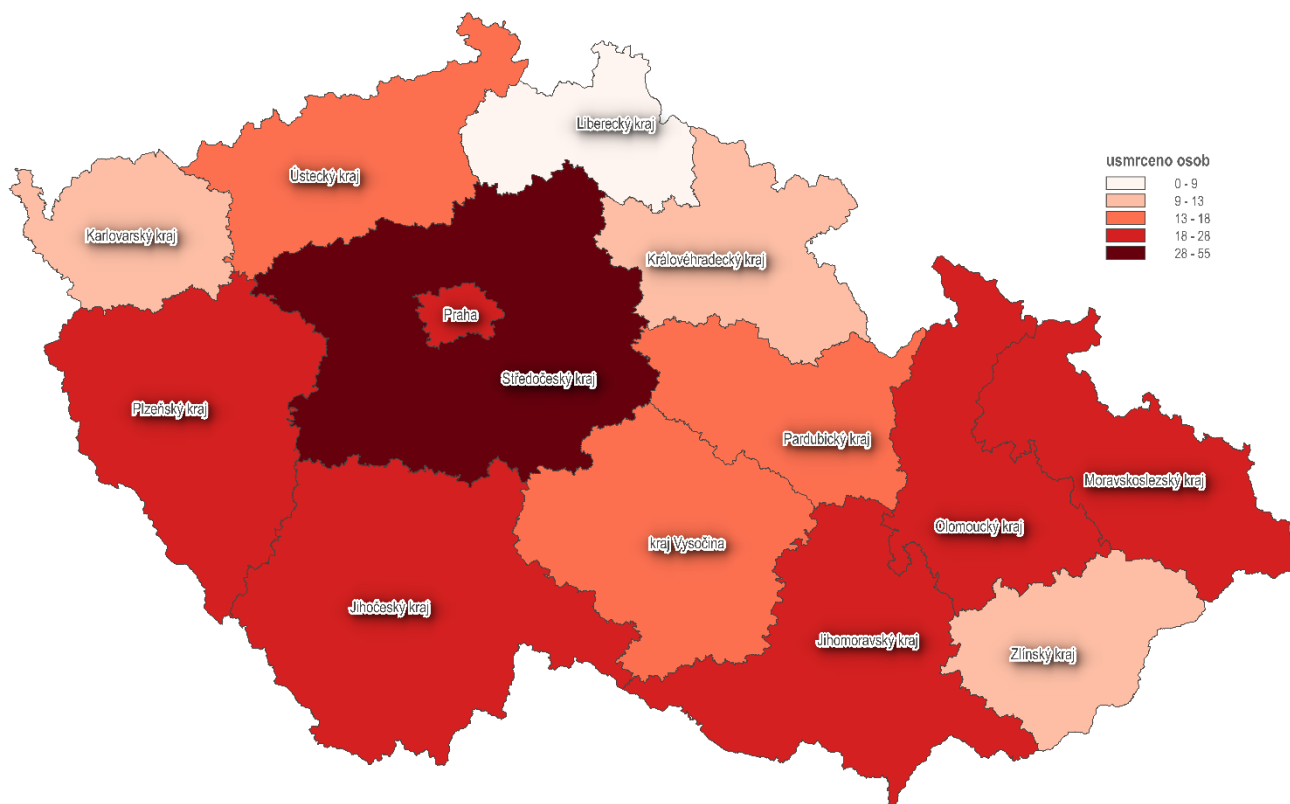 Liberecký kraj
usmrceno osob
0 - 9
9 - 13
13 - 18
18 - 28
28 - 55
Ústecký kraj
Karlovarský kraj
Královéhradecký kraj
Praha
Středočeský kraj
Plzeňský kraj
Pardubický kraj
Moravskoslezský kraj
Olomoucký kraj
kraj Vysočina
Jihočeský kraj
Jihomoravský kraj
Zlínský kraj